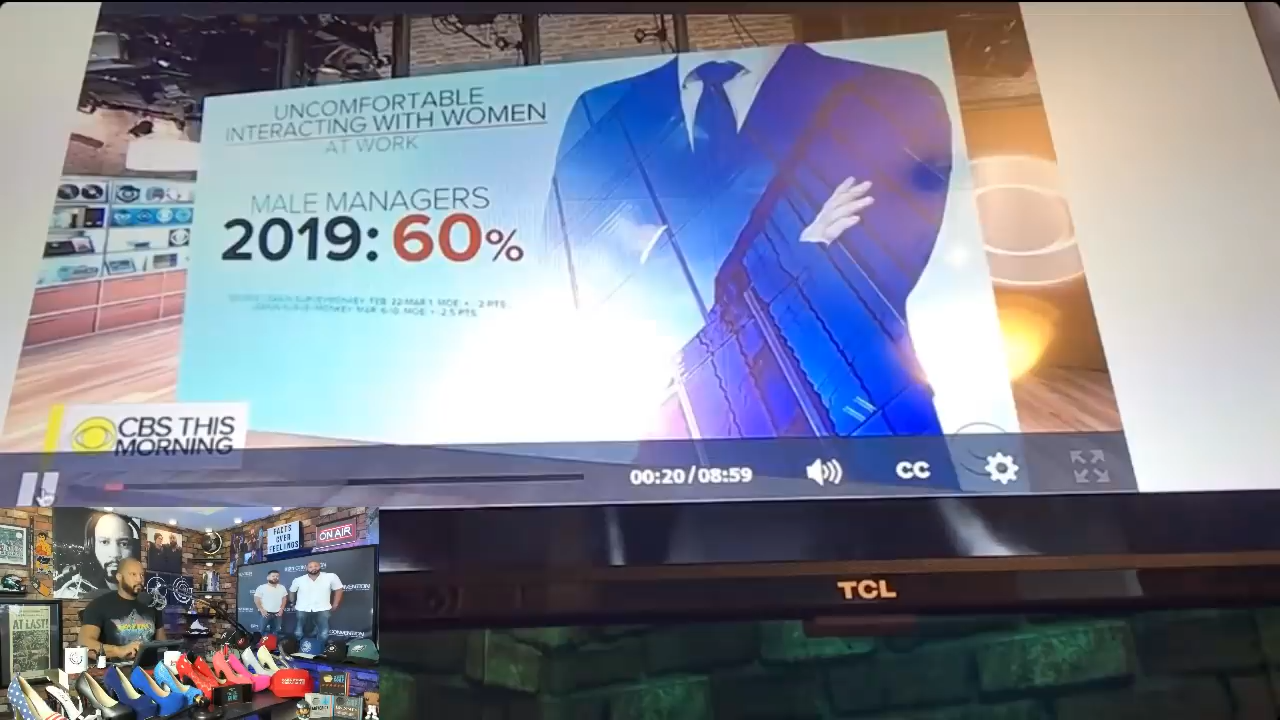 UNCOMFORTABLE
INTERACTING WITH WOMEN
AT WORK
MALE MANAGERS
2019: 60%
CBS THIS
MORNING
00:20/08:59
CC
TCL
FACTS
OVER
FEELINGS
ON AIR
AT LAST!